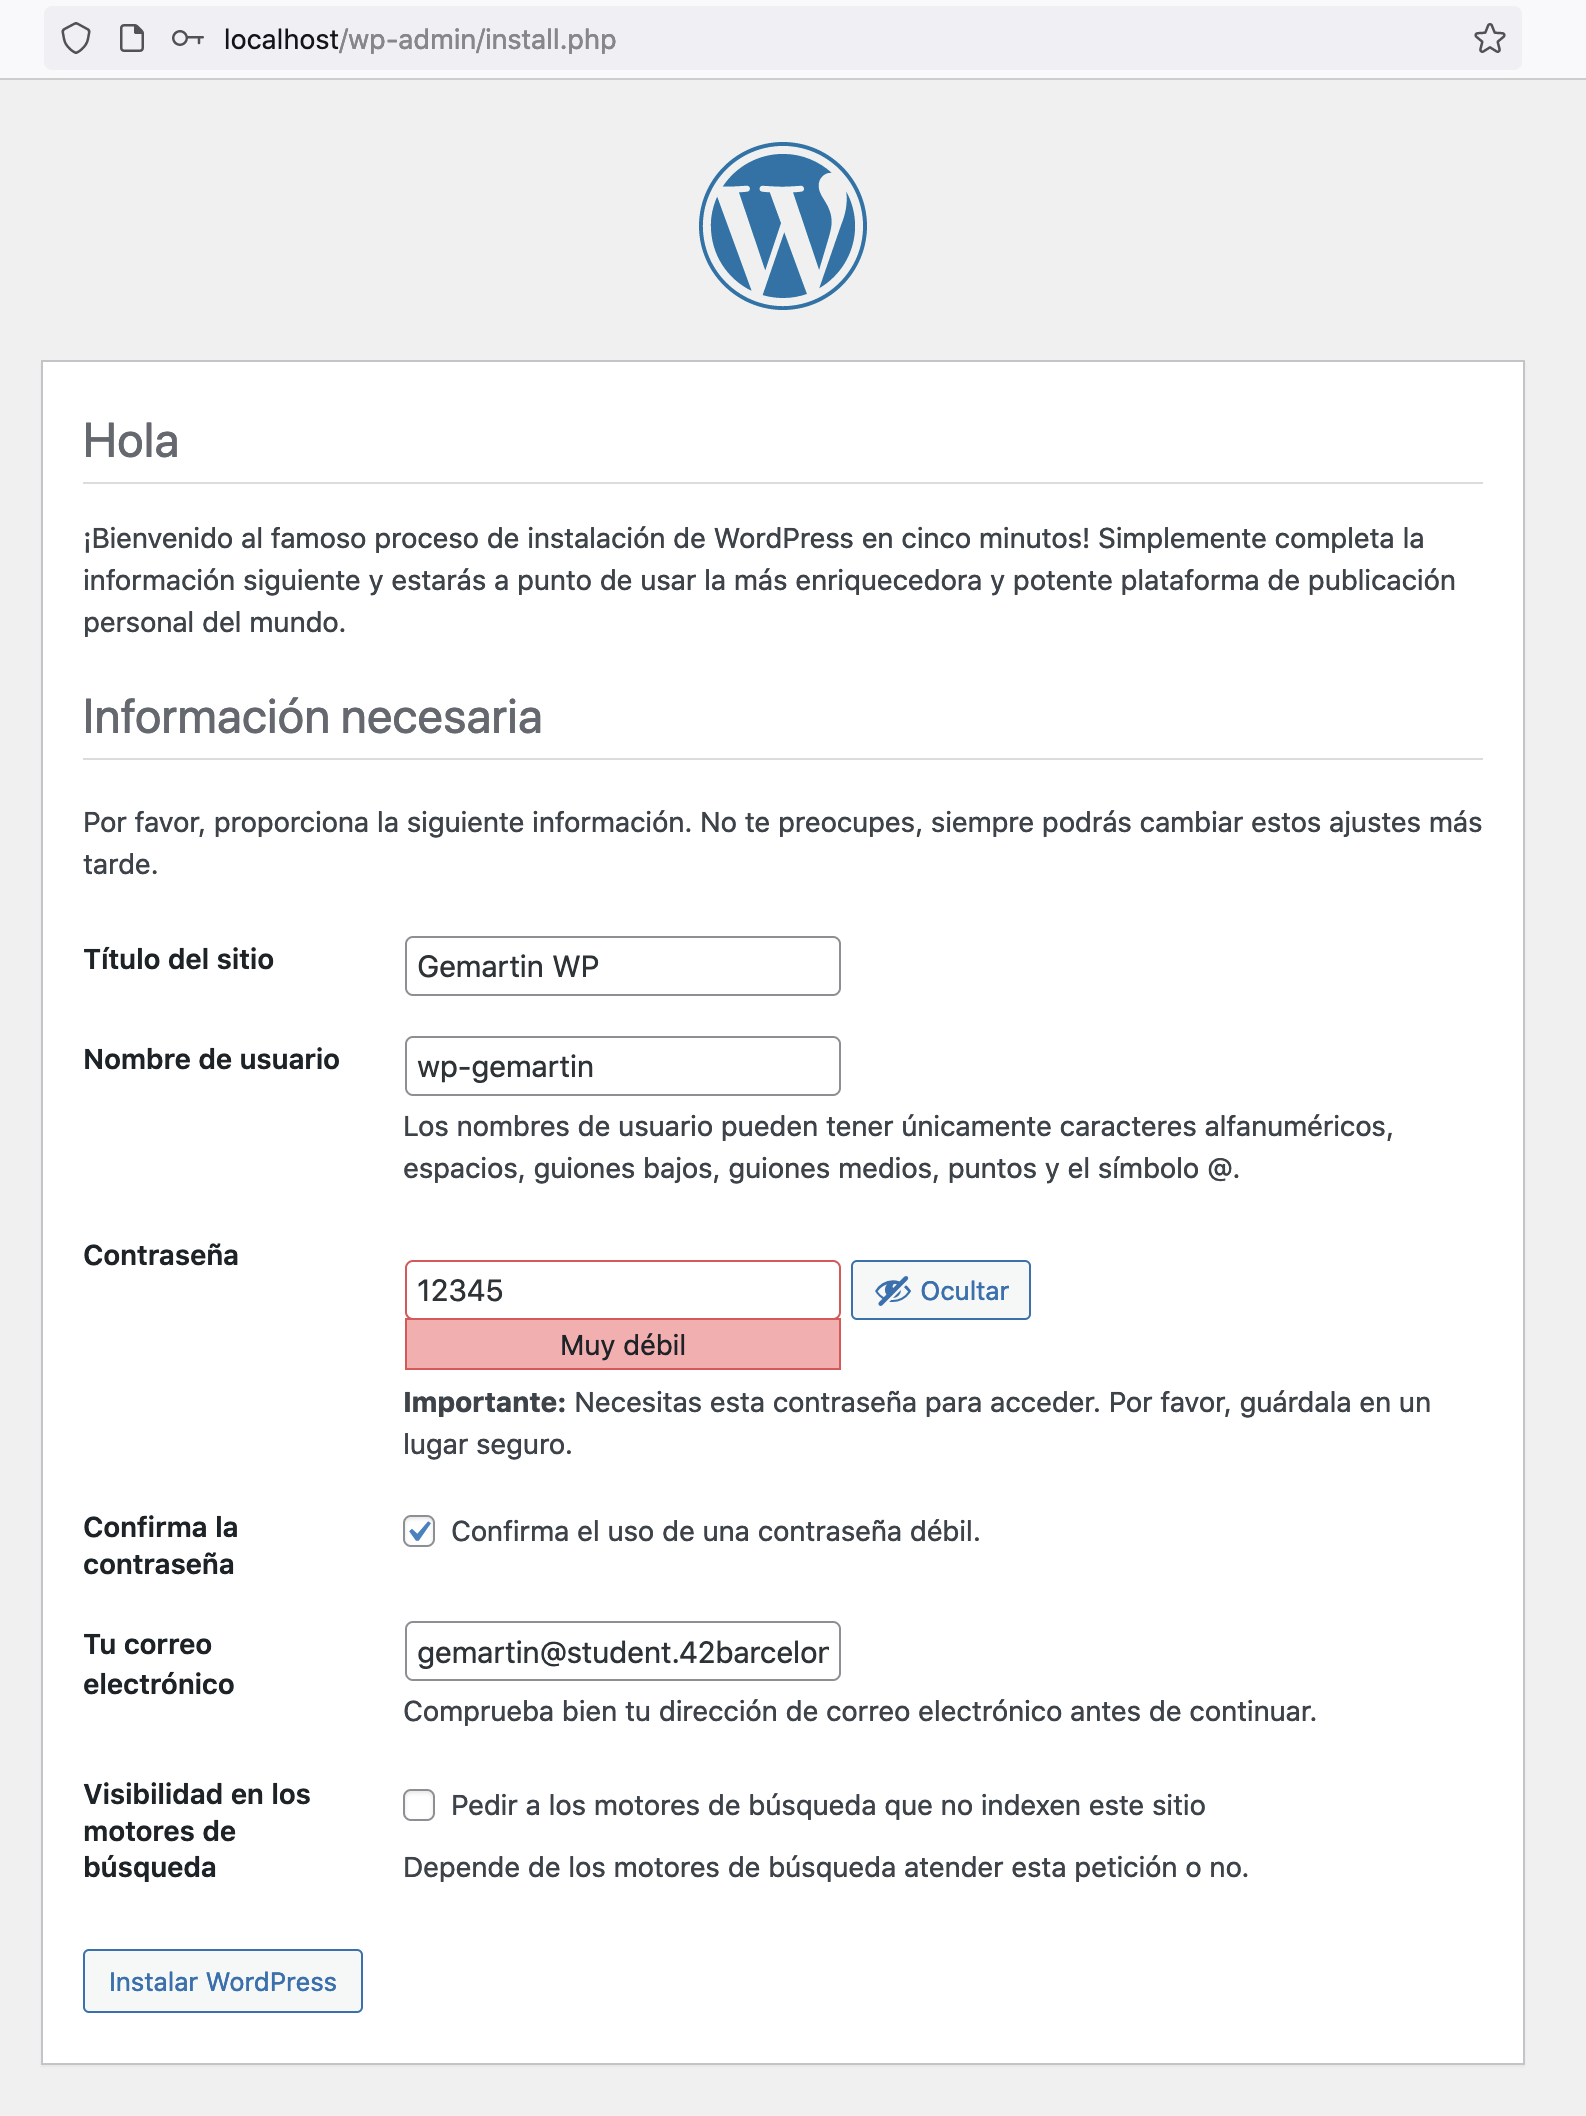 localhost/wp-admin/install.php
Hola
¡Bienvenido al famoso proceso de instalación de WordPress en cinco minutos! Simplemente completa la
información siguiente y estarás a punto de usar la más enriquecedora y potente plataforma de publicación
personal del mundo.
Información necesaria
Por favor, proporciona la siguiente información. No te preocupes, siempre podrás cambiar estos ajustes más
tarde.
Título del sitio
Gemartin WP
Nombre de usuario
wp-gemartin
Los nombres de usuario pueden tener únicamente caracteres alfanuméricos,
espacios, guiones bajos, guiones medios, puntos y el símbolo @.
Contraseña
12345
Ocultar
Muy débil
Importante: Necesitas esta contraseña para acceder. Por favor, guárdala en un
lugar seguro.
Confirma la
contraseña
Confirma el uso de una contraseña débil.
Tu correo
electrónico
gemartin@student.42barcelor
Comprueba bien tu dirección de correo electrónico antes de continuar.
Visibilidad en los
motores de
búsqueda
Pedir a los motores de búsqueda que no indexen este sitio
Depende de los motores de búsqueda atender esta petición o no.
Instalar WordPress